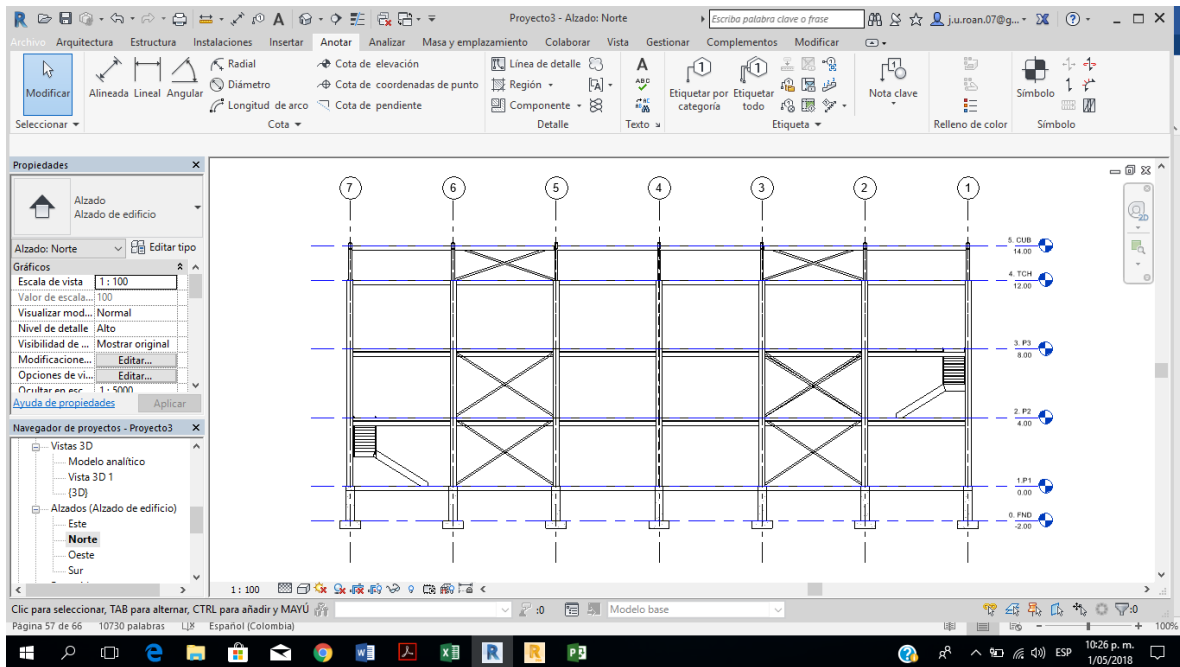 Proyecto3 - Alzado: Norte
Escriba palabra clave o frase
j.u.roan.07@g...
Archivo Arquitectura Estructura Instalaciones Insertar Anotar Analizar Masa y emplazamiento Colaborar Vista Gestionar Complementos Modificar
Modificar
Alineada Lineal Angular
Radial
Diámetro
Longitud de arco
Cota de elevación
Cota de coordenadas de punto
Cota de pendiente
Línea de detalle
Región
Componente
A
ABC
Etiquetar por categoría
Etiquetar todo
Nota clave
Símbolo
Seleccionar
Cota
Detalle
Texto
Etiqueta
Relleno de color
Símbolo
Propiedades
Alzado
Alzado de edificio
Alzado: Norte
Editar tipo
Gráficos
Escala de vista 1 : 100
Valor de escala... 100
Visualizar mod... Normal
Nivel de detalle Alto
Visibilidad de ... Mostrar original
Modificacione... Editar...
Opciones de vi... Editar...
Ocultar en esc... 1 : 5000
Ayuda de propiedades Aplicar
Navegador de proyectos - Proyecto3
Vistas 3D
Modelo analítico
Vista 3D 1
{3D}
Alzados (Alzado de edificio)
Este
Norte
Oeste
Sur
7 6 5 4 3 2 1
5. CUB
14.00
4. TCH
12.00
3. P3
8.00
2. P2
4.00
1.P1
0.00
0. FND
-2.00
2D
1 : 100
Clic para seleccionar, TAB para alternar, CTRL para añadir y MAYÚ
:0
Modelo base
:0
Página 57 de 66 10730 palabras Español (Colombia)
100%
ESP
10:26 p. m.
1/05/2018